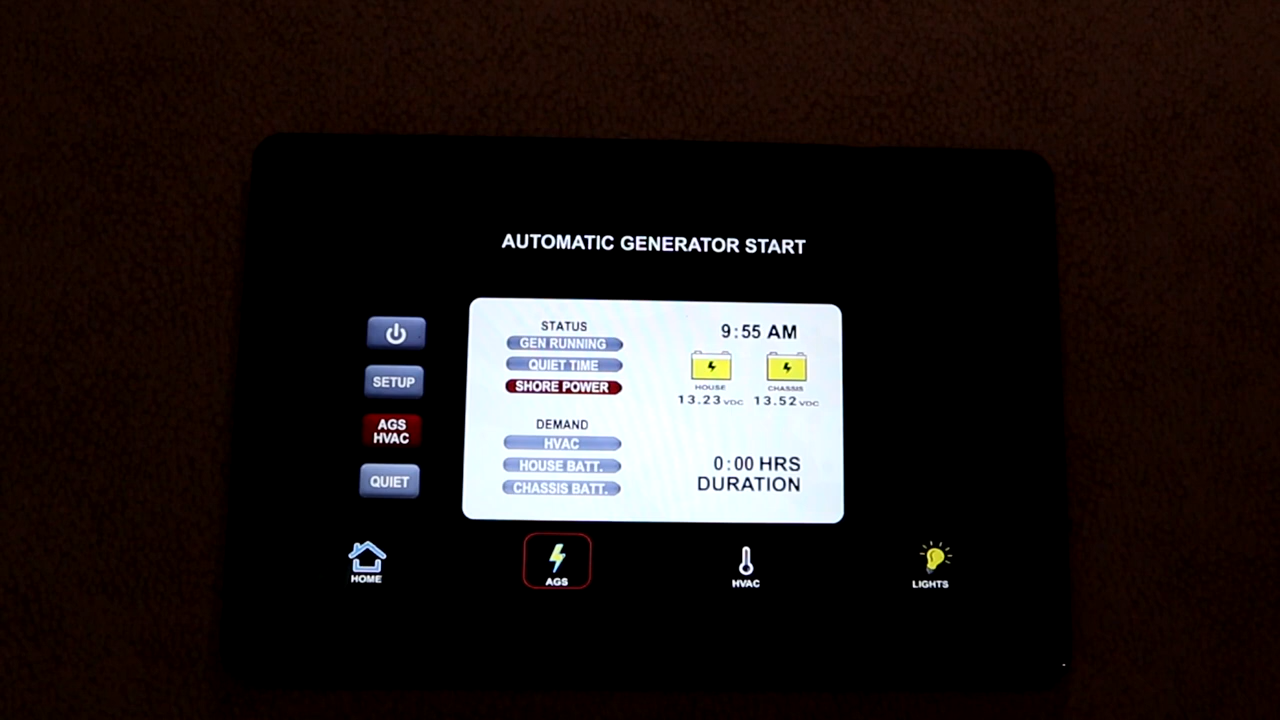 AUTOMATIC GENERATOR START
SETUP
AGS
HVAC
QUIET
STATUS
GEN RUNNING
QUIET TIME
SHORE POWER
DEMAND
HVAC
HOUSE BATT.
CHASSIS BATT.
9:55 AM
HOUSE
CHASSIS
13.23 VDC
13.52 VDC
0:00 HRS
DURATION
HOME
AGS
HVAC
LIGHTS